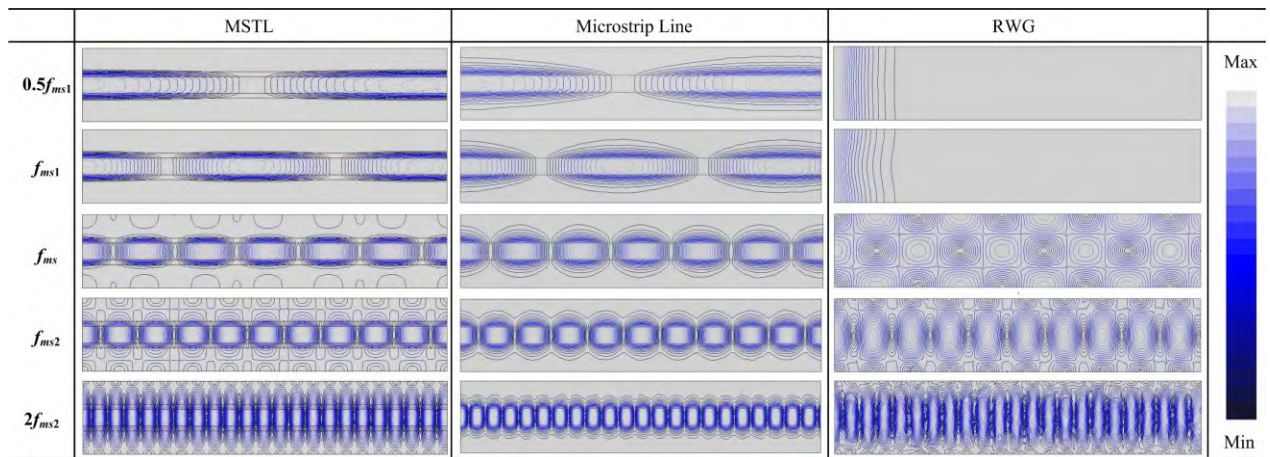 MSTL
Microstrip Line
RWG
0.5fms1
Max
fms1
fms
fms2
2fms2
Min